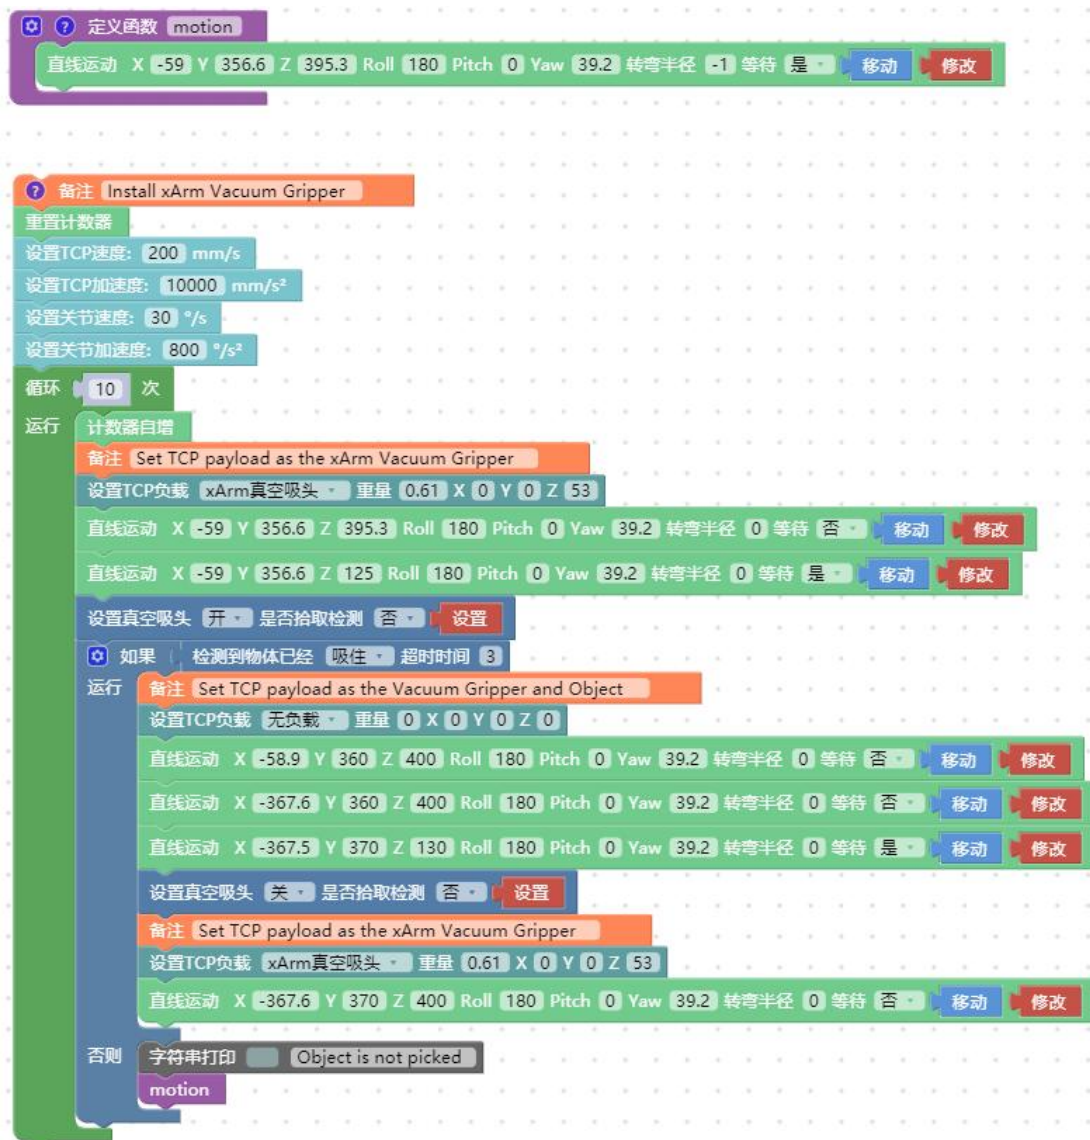 定义函数 motion
直线运动 X -59 Y 356.6 Z 395.3 Roll 180 Pitch 0 Yaw 39.2 转弯半径 -1 等待 是 移动 修改
备注 Install xArm Vacuum Gripper
重置计数器
设置TCP速度: 200 mm/s
设置TCP加速度: 10000 mm/s²
设置关节速度: 30 °/s
设置关节加速度: 800 °/s²
循环 10 次
运行 计数器自增
备注 Set TCP payload as the xArm Vacuum Gripper
设置TCP负载 xArm真空吸头 重量 0.61 X 0 Y 0 Z 53
直线运动 X -59 Y 356.6 Z 395.3 Roll 180 Pitch 0 Yaw 39.2 转弯半径 0 等待 否 移动 修改
直线运动 X -59 Y 356.6 Z 125 Roll 180 Pitch 0 Yaw 39.2 转弯半径 0 等待 是 移动 修改
设置真空吸头 开 是否拾取检测 否 设置
如果 检测到物体已经 吸住 超时时间 3
运行 备注 Set TCP payload as the Vacuum Gripper and Object
设置TCP负载 无负载 重量 0 X 0 Y 0 Z 0
直线运动 X -58.9 Y 360 Z 400 Roll 180 Pitch 0 Yaw 39.2 转弯半径 0 等待 否 移动 修改
直线运动 X -367.6 Y 360 Z 400 Roll 180 Pitch 0 Yaw 39.2 转弯半径 0 等待 否 移动 修改
直线运动 X -367.5 Y 370 Z 130 Roll 180 Pitch 0 Yaw 39.2 转弯半径 0 等待 是 移动 修改
设置真空吸头 关 是否拾取检测 否 设置
备注 Set TCP payload as the xArm Vacuum Gripper
设置TCP负载 xArm真空吸头 重量 0.61 X 0 Y 0 Z 53
直线运动 X -367.6 Y 370 Z 400 Roll 180 Pitch 0 Yaw 39.2 转弯半径 0 等待 否 移动 修改
否则 字符串打印 Object is not picked
motion